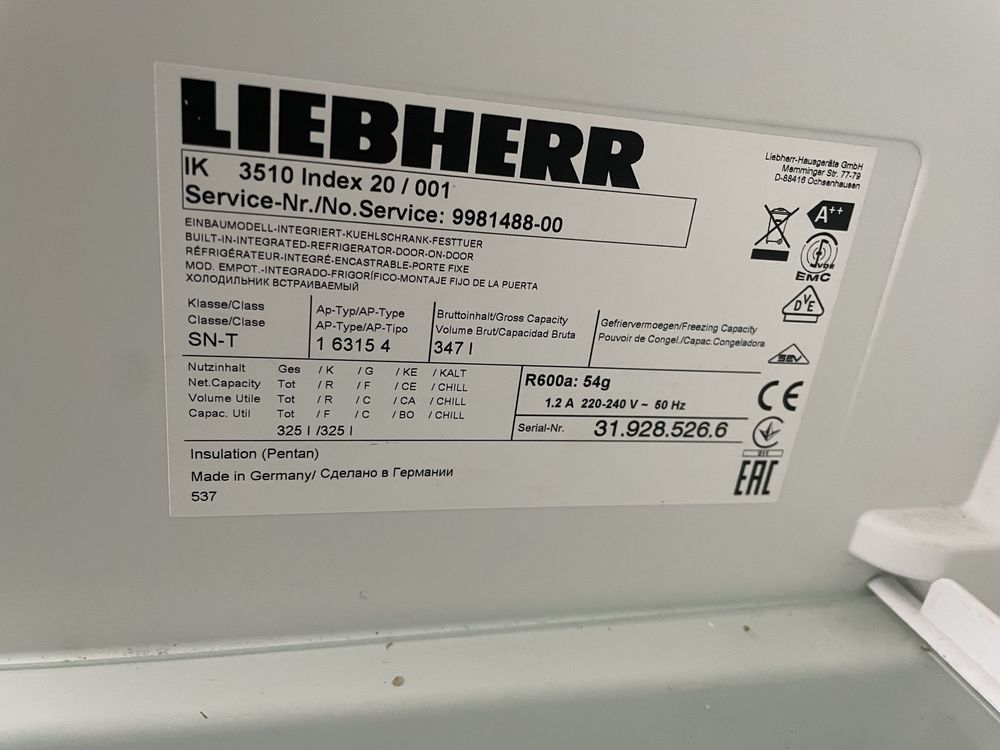 LIEBHERR
Liebherr-Hausgeräte GmbH
Memminger Str. 77-79
D-88416 Ochsenhausen
IK 3510 Index 20 / 001
Service-Nr./No.Service: 9981488-00
A++
EINBAUMODELL-INTEGRIERT-KUEHLSCHRANK-FESTTUER
BUILT-IN-INTEGRATED-REFRIGERATOR-DOOR-ON-DOOR
RÉFRIGÉRATEUR-INTEGRÉ-ENCASTRABLE-PORTE FIXE
MOD. EMPOT.-INTEGRADO-FRIGORÍFICO-MONTAJE FIJO DE LA PUERTA
ХОЛОДИЛЬНИК ВСТРАИВАЕМЫЙ
VDE
EMC
DVE
Klasse/Class
Classe/Clase
SN-T
Ap-Typ/AP-Type
AP-Type/AP-Tipo
1 6315 4
Bruttoinhalt/Gross Capacity
Volume Brut/Capacidad Bruta
347 l
Gefriervermoegen/Freezing Capacity
Pouvoir de Congel./Capac.Congeladora
SEV
Nutzinhalt Ges / K / G / KE / KALT
Net.Capacity Tot / R / F / CE / CHILL
Volume Utile Tot / R / C / CA / CHILL
Capac. Util Tot / F / C / BO / CHILL
325 l /325 l
R600a: 54g
1.2 A 220-240 V ~ 50 Hz
Serial-Nr. 31.928.526.6
CE
EAC
Insulation (Pentan)
Made in Germany/ Сделано в Германии
537